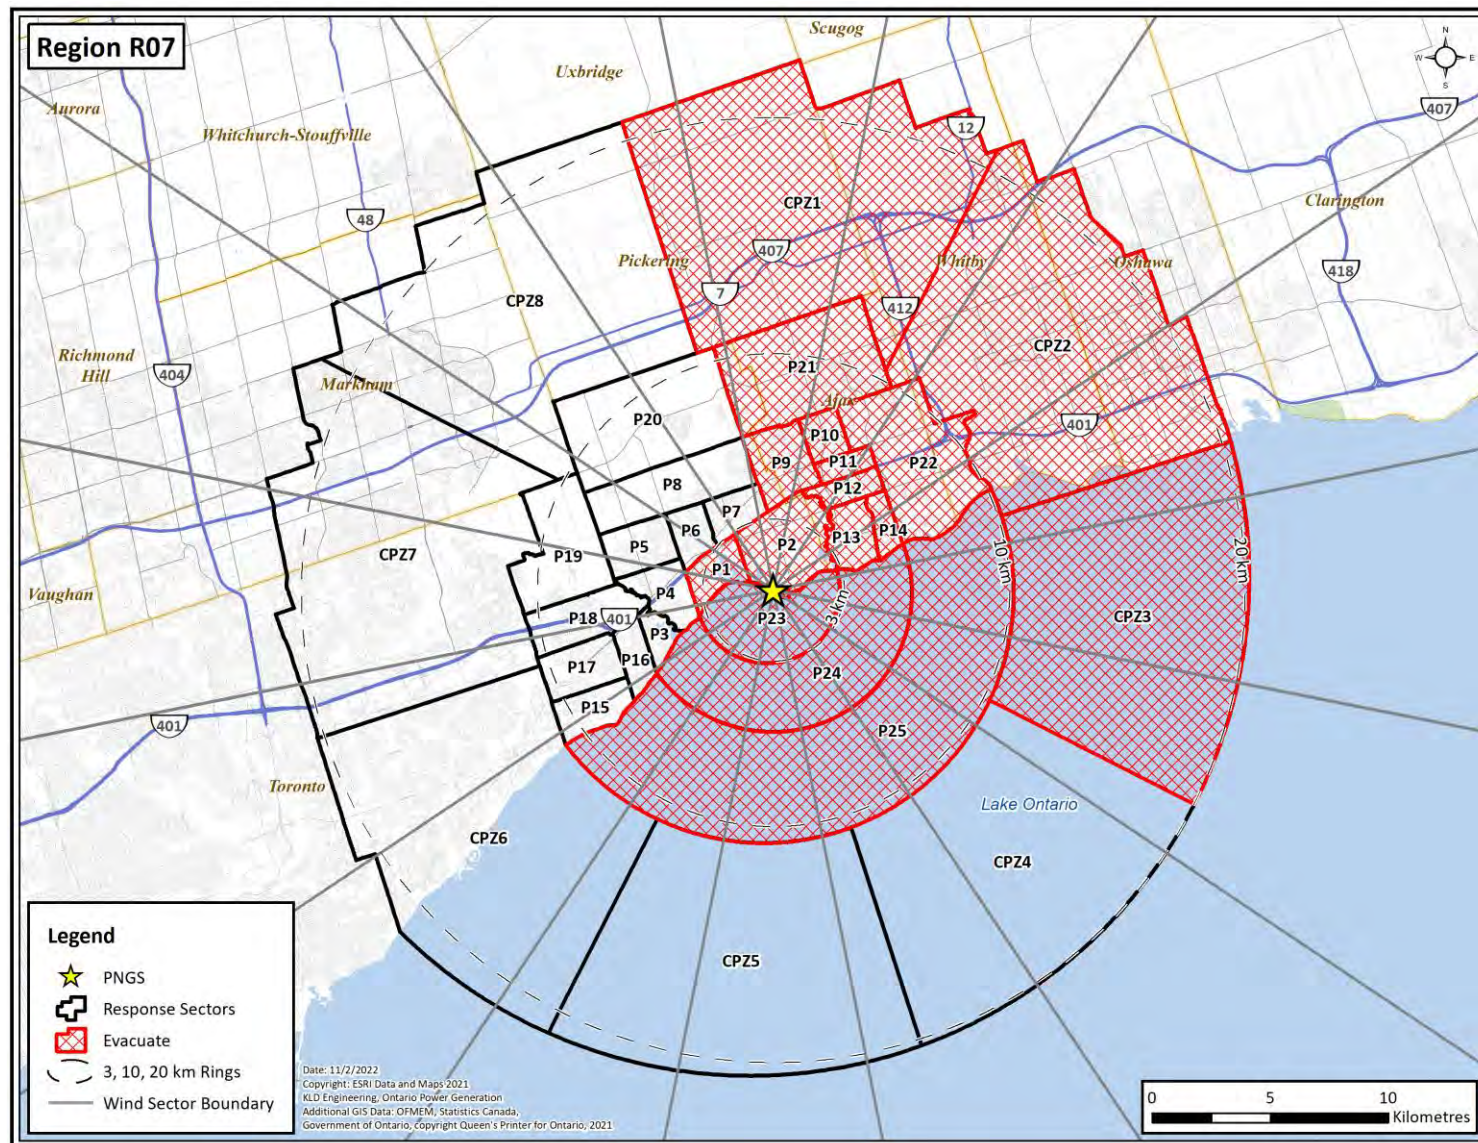 Region R07
Scugog
N
W
E
S
Uxbridge
Aurora
407
12
Whitchurch-Stouffville
48
CPZ1
Clarington
407
Pickering
Whitby
Oshawa
418
7
CPZ8
412
CPZ2
Richmond
Hill
404
Markham
P21
Ajax
P20
401
P10
P9
P11
P22
P8
P12
P7
P6
P13
P14
P2
P5
10 km
20 km
CPZ7
P19
P1
Vaughan
P4
3 km
P18
401
P23
CPZ3
P3
P16
P17
P24
P15
401
P25
Toronto
Lake Ontario
CPZ6
CPZ4
CPZ5
Legend
PNGS
Response Sectors
Evacuate
3, 10, 20 km Rings
Wind Sector Boundary
Date: 11/2/2022
Copyright: ESRI Data and Maps 2021
KLD Engineering, Ontario Power Generation
Additional GIS Data: OFMEM, Statistics Canada,
Government of Ontario, copyright Queen's Printer for Ontario, 2021
0 5 10
Kilometres